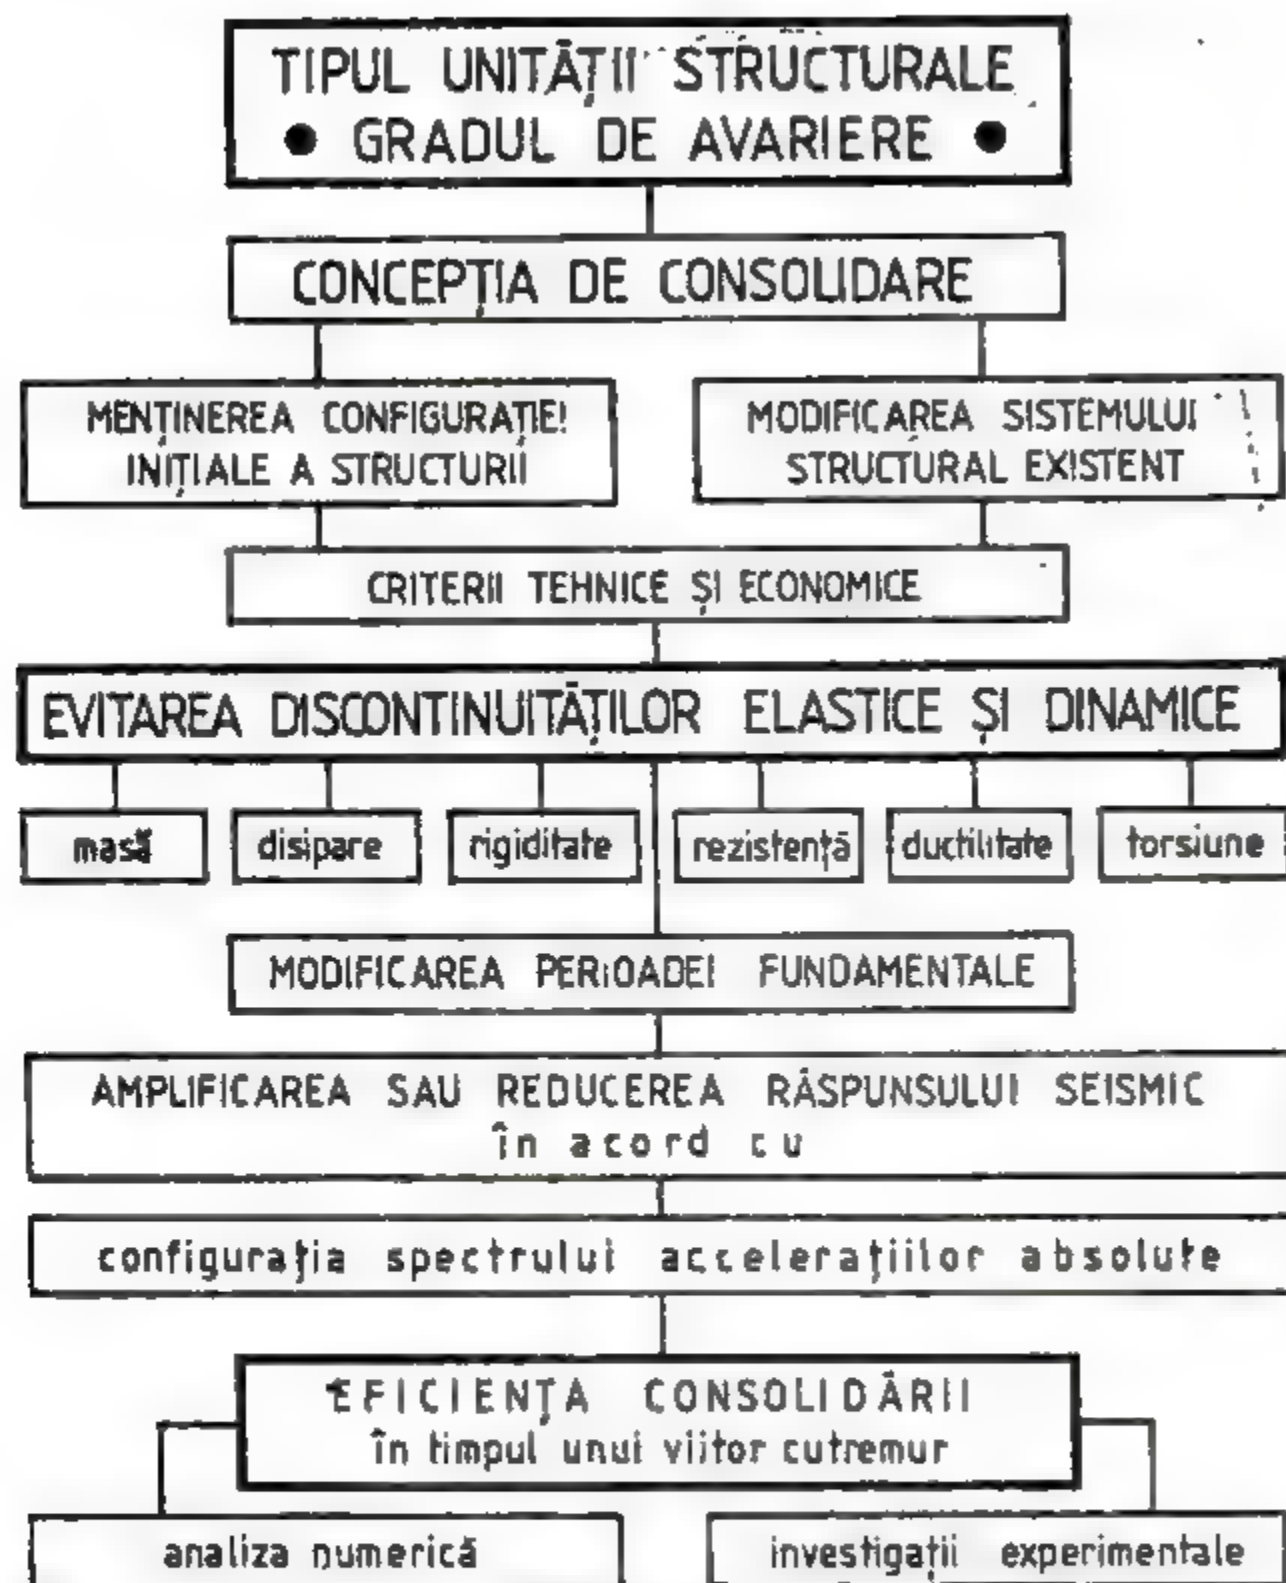 TIPUL UNITĂȚII STRUCTURALE
• GRADUL DE AVARIERE •
CONCEPȚIA DE CONSOLIDARE
MENȚINEREA CONFIGURAȚIEI
INIȚIALE A STRUCTURII
MODIFICAREA SISTEMULUI
STRUCTURAL EXISTENT
CRITERII TEHNICE ȘI ECONOMICE
EVITAREA DISCONTINUITĂȚILOR ELASTICE ȘI DINAMICE
masă disipare rigiditate rezistență ductilitate torsiune
MODIFICAREA PERIOADEI FUNDAMENTALE
AMPLIFICAREA SAU REDUCEREA RĂSPUNSULUI SEISMIC
în acord cu
configurația spectrului accelerațiilor absolute
EFICIENȚA CONSOLIDĂRII
în timpul unui viitor cutremur
analiza numerică investigații experimentale